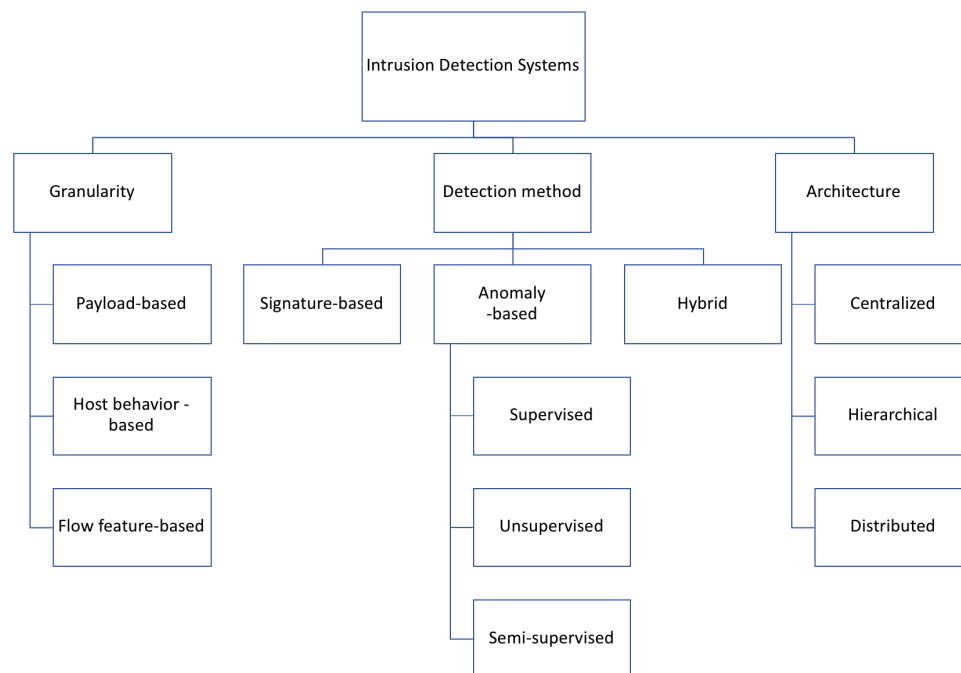 Intrusion Detection Systems
Granularity
Detection method
Architecture
Payload-based
Signature-based
Anomaly
-based
Hybrid
Centralized
Host behavior -
based
Supervised
Hierarchical
Flow feature-based
Unsupervised
Distributed
Semi-supervised